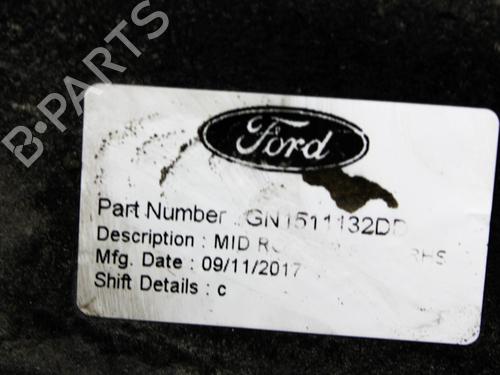 B-PARTS
Ford
Part Number : GN1511132DD
Description : MID RHS
Mfg. Date : 09/11/2017
Shift Details : c